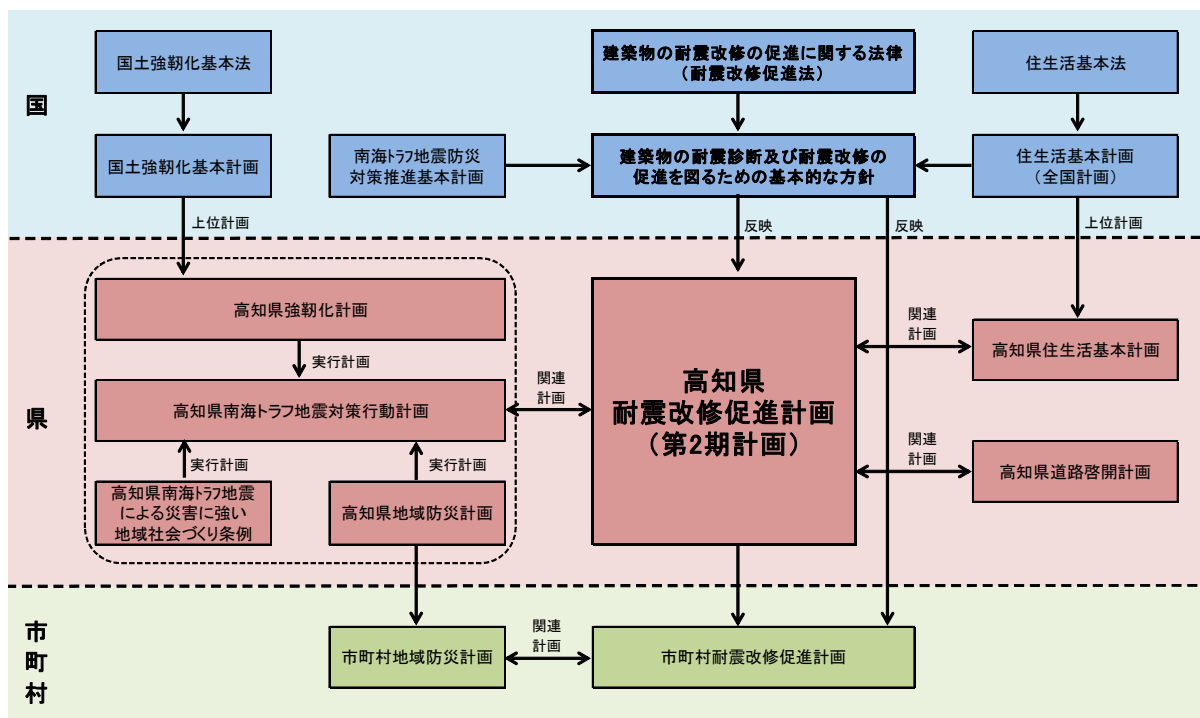 国
国土強靭化基本法
建築物の耐震改修の促進に関する法律
（耐震改修促進法）
住生活基本法
国土強靭化基本計画
南海トラフ地震防災
対策推進基本計画
建築物の耐震診断及び耐震改修の
促進を図るための基本的な方針
住生活基本計画
（全国計画）
上位計画
反映
反映
上位計画
県
高知県強靭化計画
実行計画
高知県南海トラフ地震対策行動計画
実行計画
実行計画
高知県南海トラフ地震
による災害に強い
地域社会づくり条例
高知県地域防災計画
関連
計画
高知県
耐震改修促進計画
（第2期計画）
関連
計画
高知県住生活基本計画
関連
計画
高知県道路啓開計画
市
町
村
市町村地域防災計画
関連
計画
市町村耐震改修促進計画